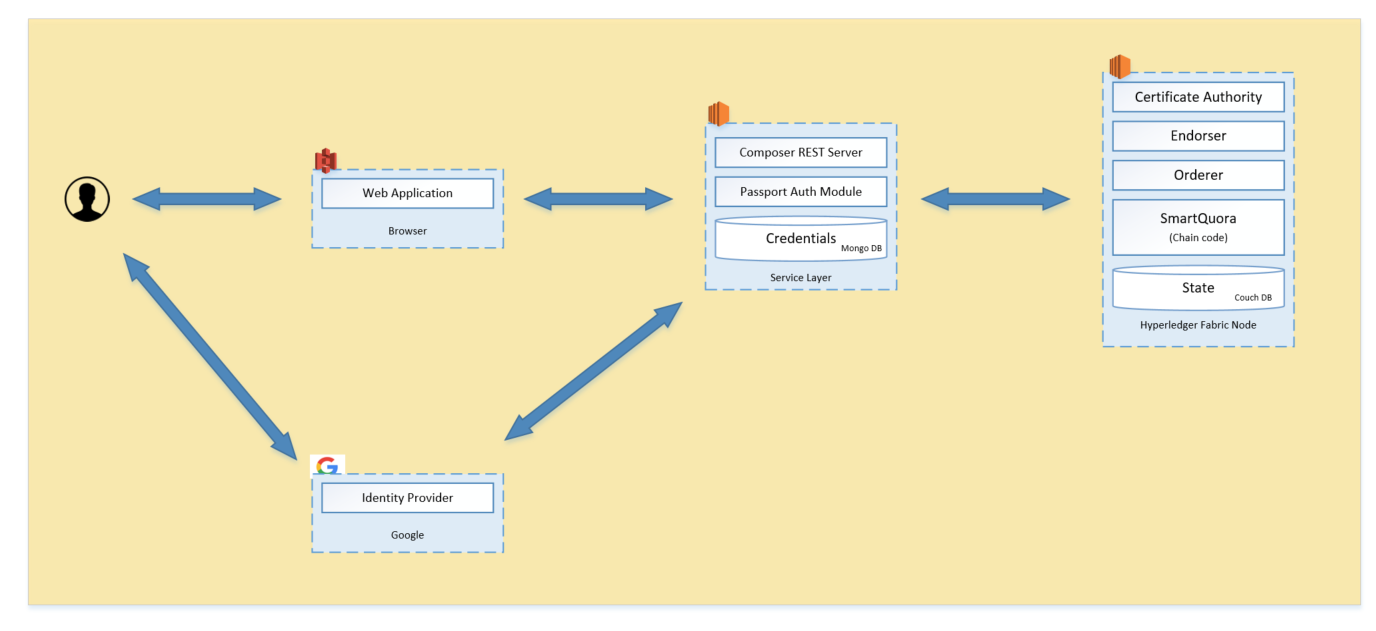 Web Application
Browser
Composer REST Server
Passport Auth Module
Credentials
Mongo DB
Service Layer
Certificate Authority
Endorser
Orderer
SmartQuora
(Chain code)
State
Couch DB
Hyperledger Fabric Node
Identity Provider
Google